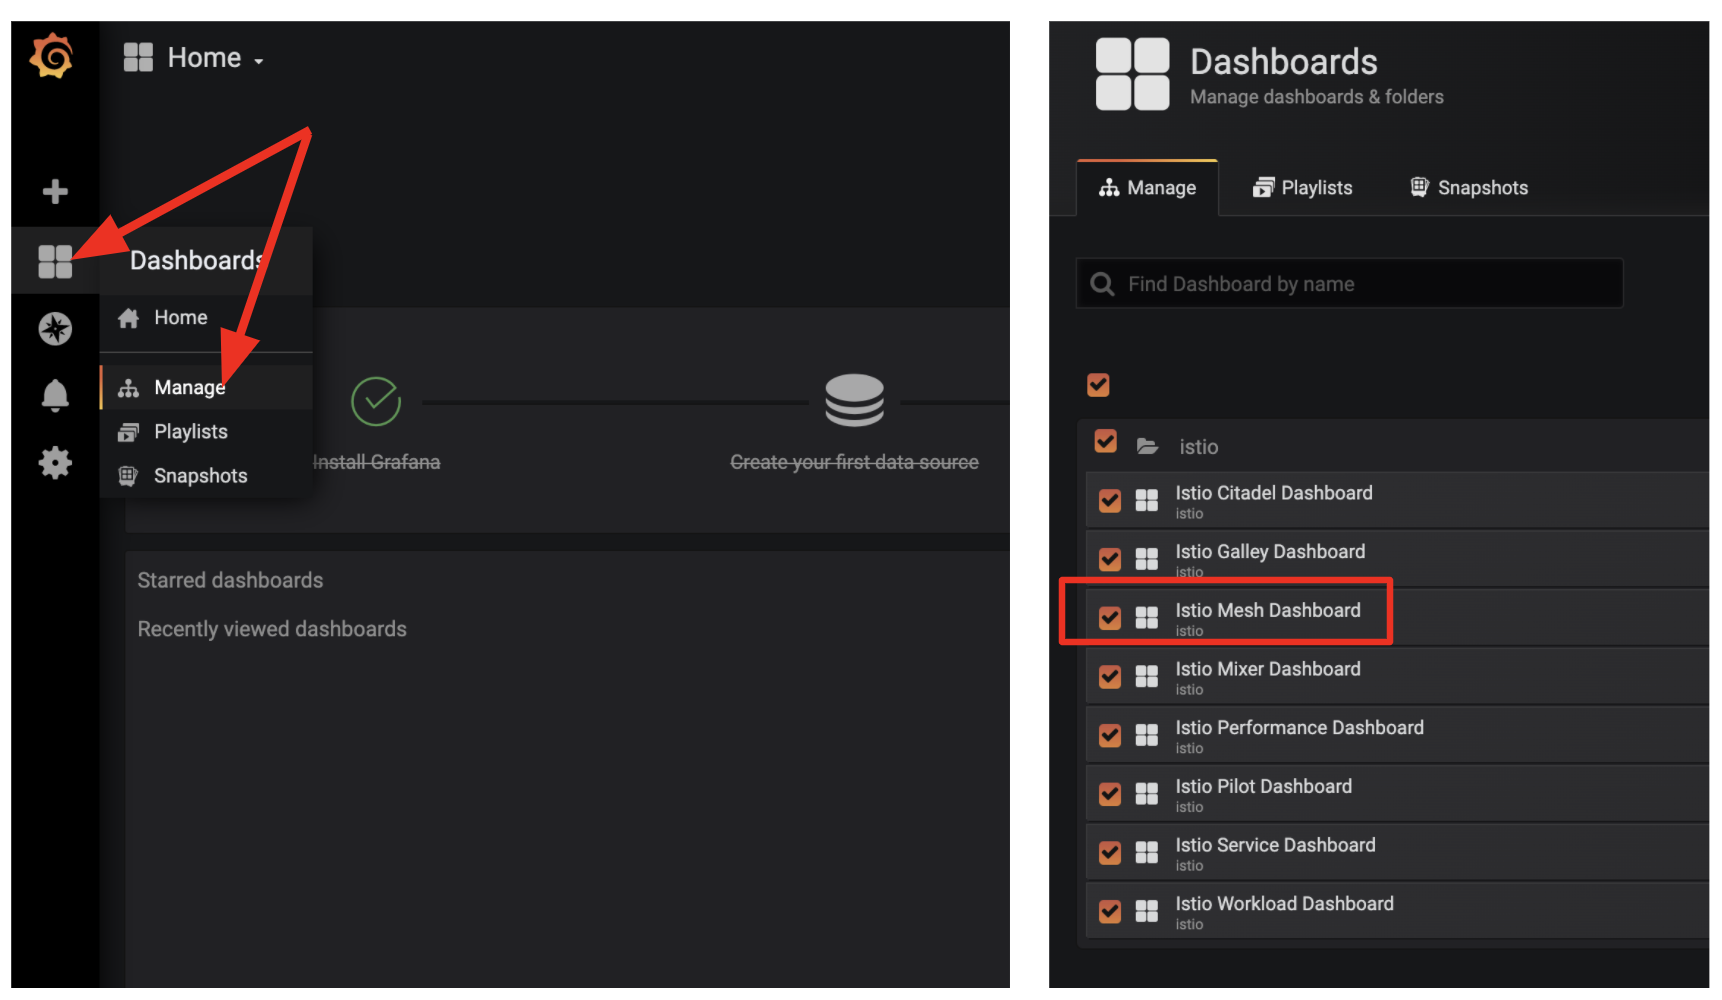 Home
Dashboards
Home
Manage
Playlists
Snapshots
Install Grafana
Create your first data source
Starred dashboards
Recently viewed dashboards
Dashboards
Manage dashboards & folders
Manage
Playlists
Snapshots
Find Dashboard by name
istio
Istio Citadel Dashboard
istio
Istio Galley Dashboard
istio
Istio Mesh Dashboard
istio
Istio Mixer Dashboard
istio
Istio Performance Dashboard
istio
Istio Pilot Dashboard
istio
Istio Service Dashboard
istio
Istio Workload Dashboard
istio